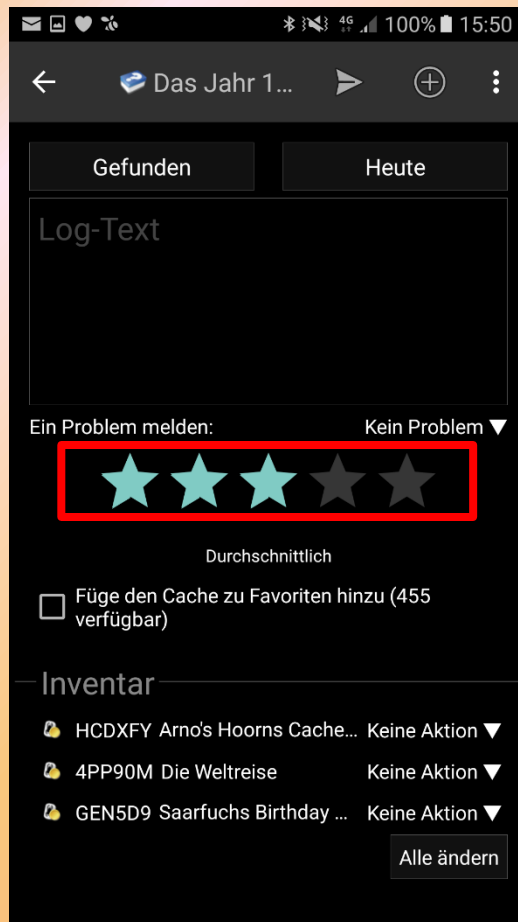 4G 100% 15:50
Das Jahr 1...
Gefunden Heute
Log-Text
Ein Problem melden: Kein Problem ▼
Durchschnittlich
Füge den Cache zu Favoriten hinzu (455
verfügbar)
Inventar
HCDXFY Arno's Hoorns Cache... Keine Aktion ▼
4PP90M Die Weltreise Keine Aktion ▼
GEN5D9 Saarfuchs Birthday ... Keine Aktion ▼
Alle ändern